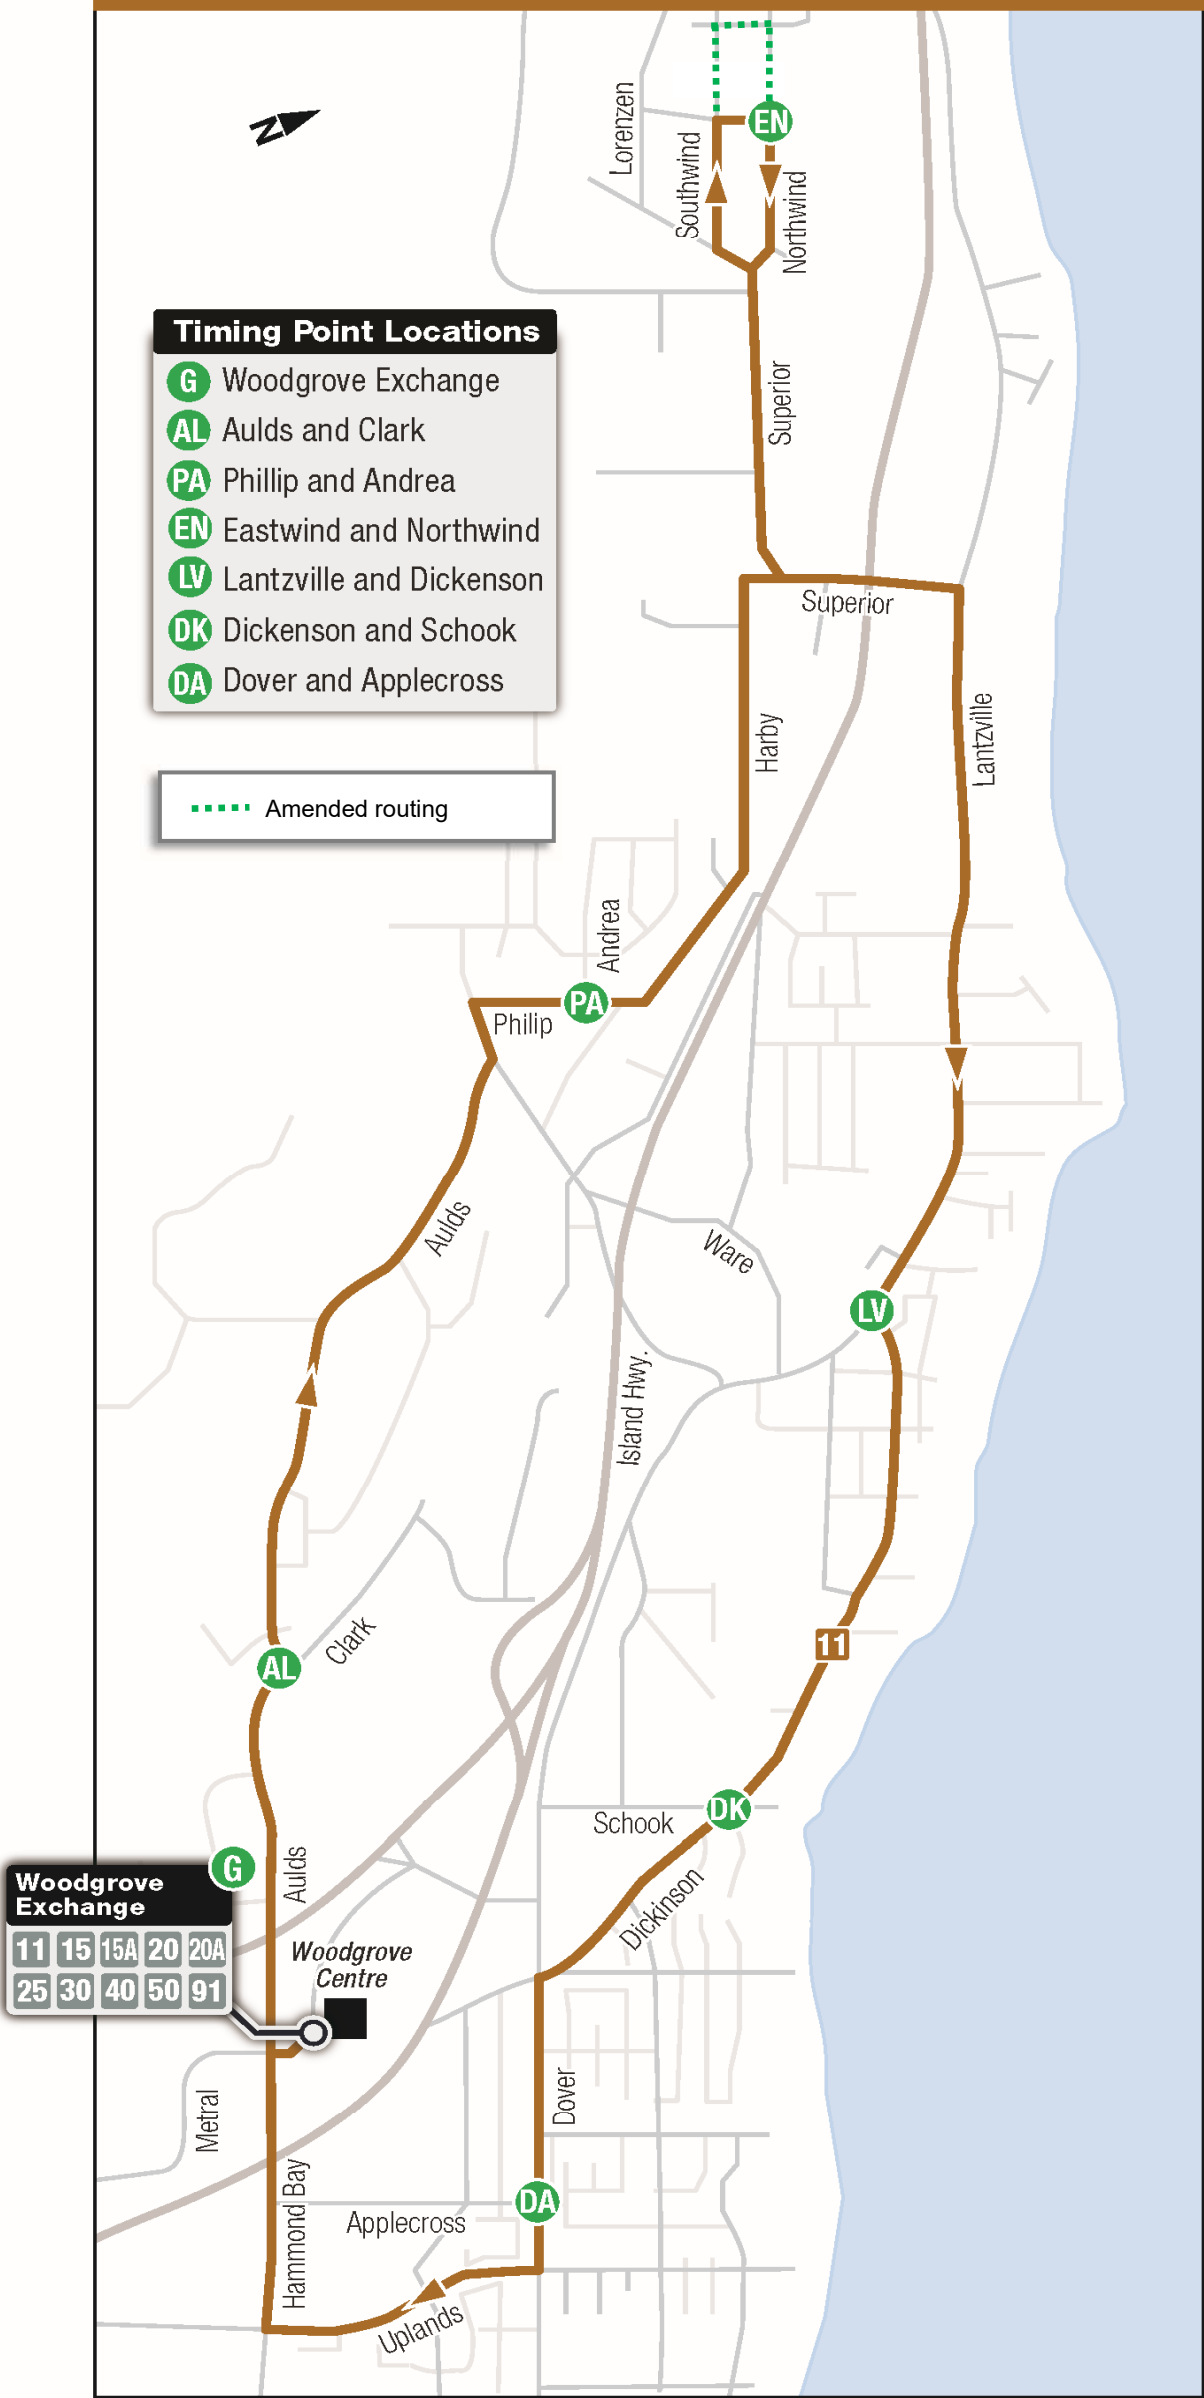 N
EN
Lorenzen
Southwind
Northwind
Timing Point Locations
G Woodgrove Exchange
AL Aulds and Clark
PA Phillip and Andrea
EN Eastwind and Northwind
LV Lantzville and Dickenson
DK Dickenson and Schook
DA Dover and Applecross
Superior
Superior
Harby
Lantzville
Amended routing
Andrea
PA
Philip
Aulds
Ware
LV
Island Hwy.
Clark
11
AL
DK
Schook
G
Aulds
Dickinson
Woodgrove
Exchange
11 15 15A 20 20A
25 30 40 50 91
Woodgrove
Centre
Metral
Dover
Hammond Bay
DA
Applecross
Uplands